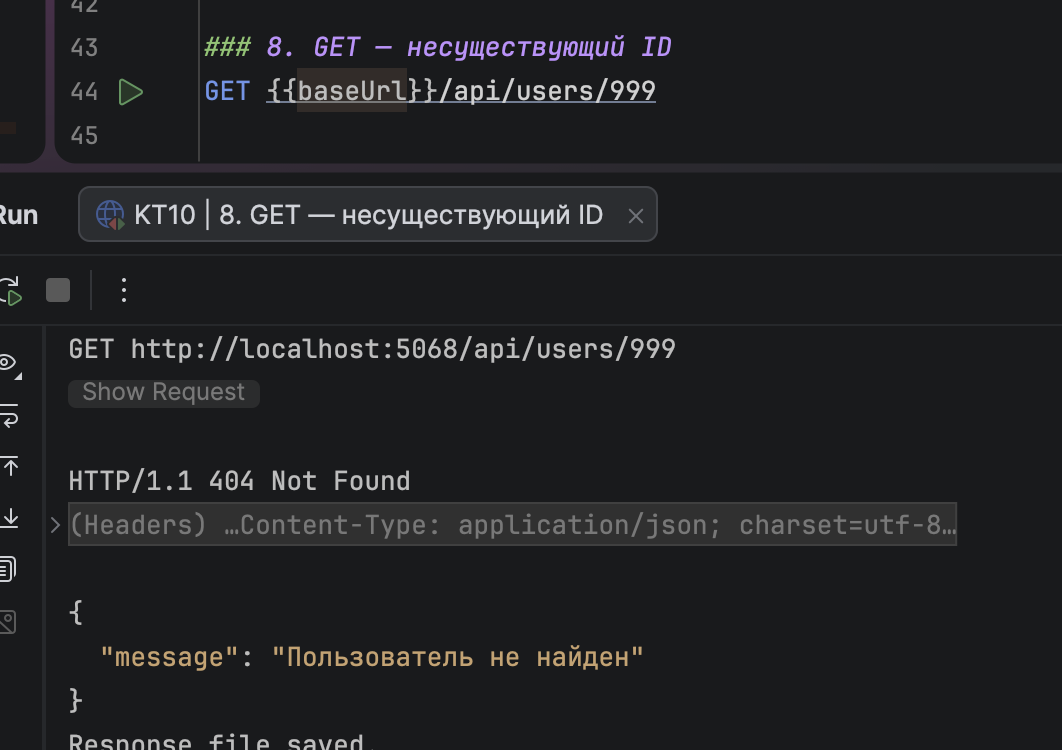 42
43 ### 8. GET — несуществующий ID
44 GET {{baseUrl}}/api/users/999
45
Run
KT10 | 8. GET — несуществующий ID
GET http://localhost:5068/api/users/999
Show Request
HTTP/1.1 404 Not Found
(Headers) …Content-Type: application/json; charset=utf-8…
{
"message": "Пользователь не найден"
}
Response file saved.